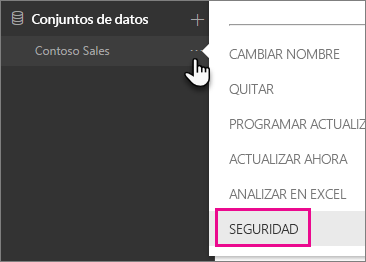 Conjuntos de datos
Contoso Sales
CAMBIAR NOMBRE
QUITAR
PROGRAMAR ACTUALIZ
ACTUALIZAR AHORA
ANALIZAR EN EXCEL
SEGURIDAD